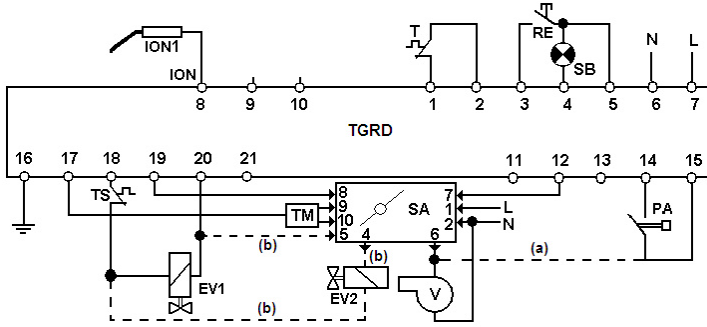 ION1
T
RE
SB
N
L
ION
8
9
10
1
2
3
4
5
6
7
TGRD
16
17
18
19
20
21
11
12
13
14
15
TS
TM
8
9
10
5
4
SA
7
1
2
6
L
N
PA
(b)
(b)
(a)
EV1
EV2
V
(b)